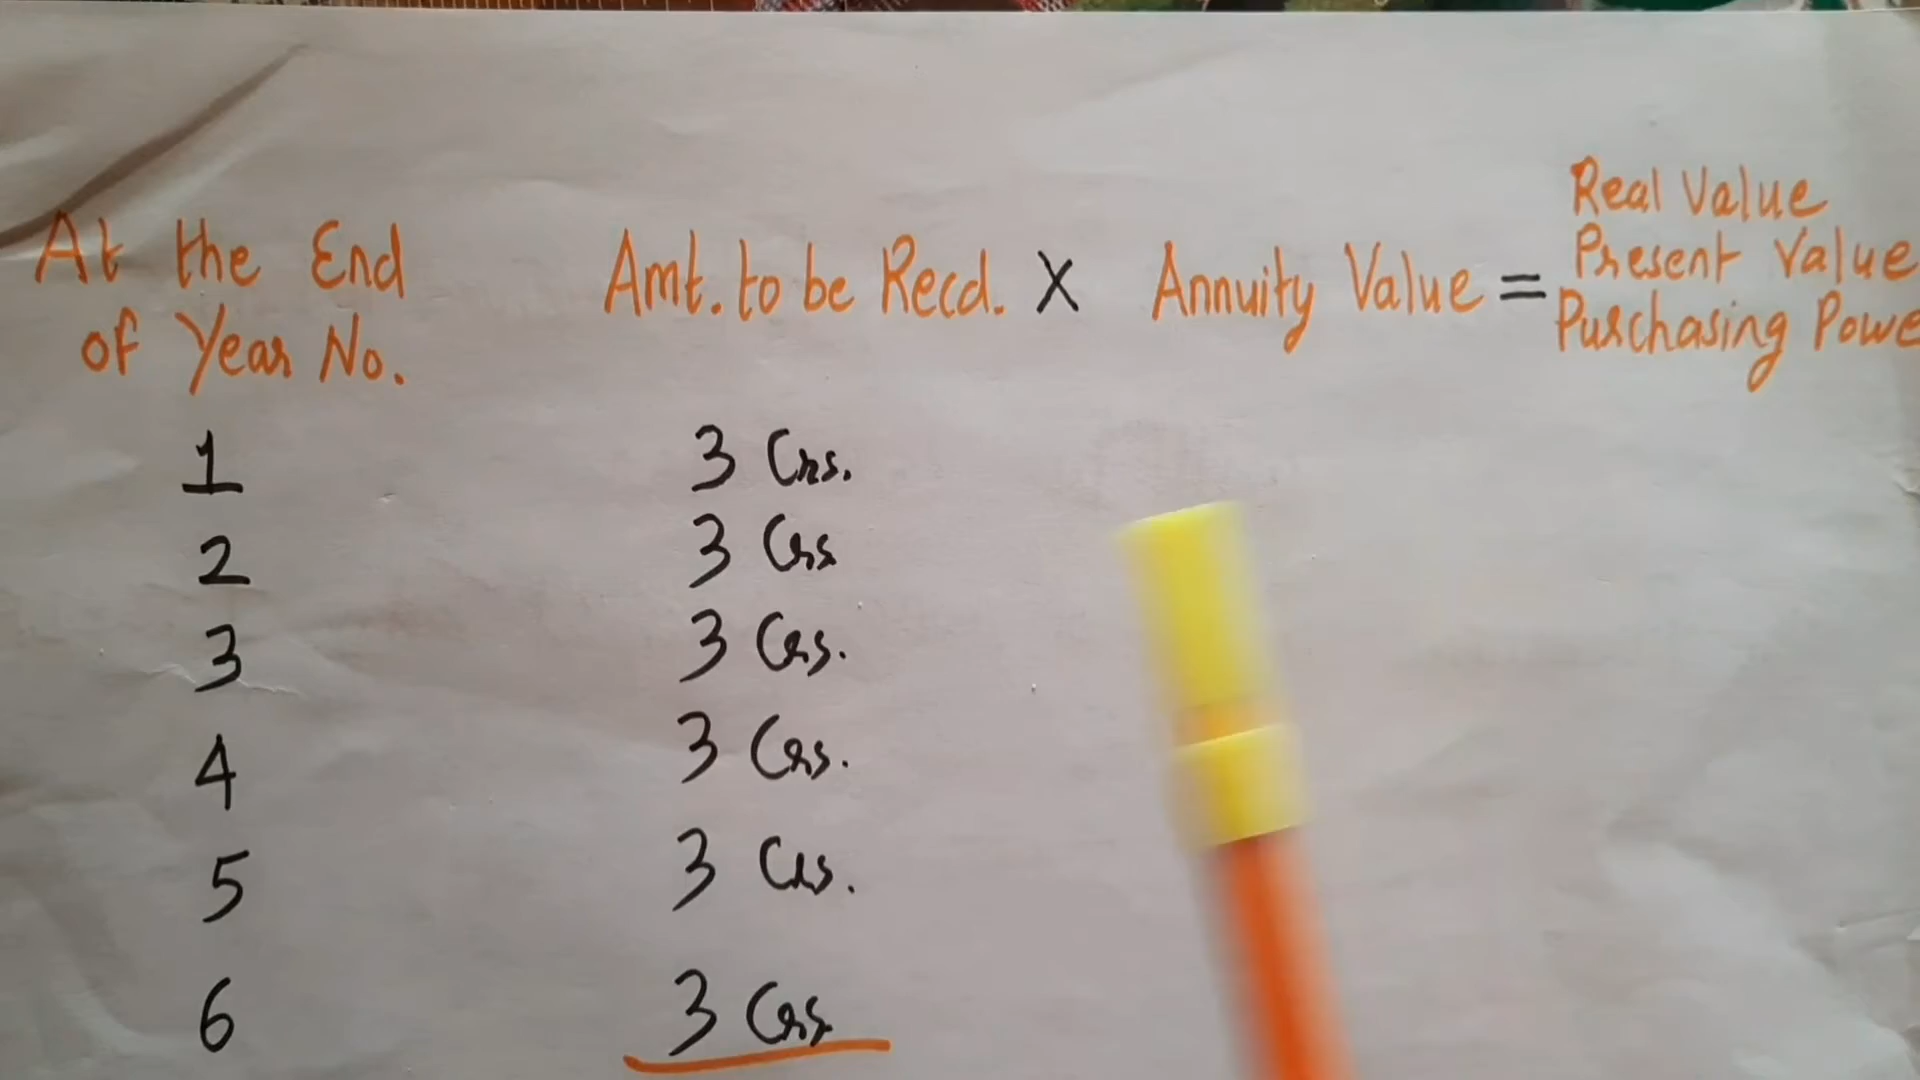 At the End
of Year No.
Amt. to be Recd. X Annuity Value =
Real Value
Present Value
Purchasing Powe
1 3 Crs.
2 3 Crs
3 3 Crs.
4 3 Crs.
5 3 Crs.
6 3 Crs